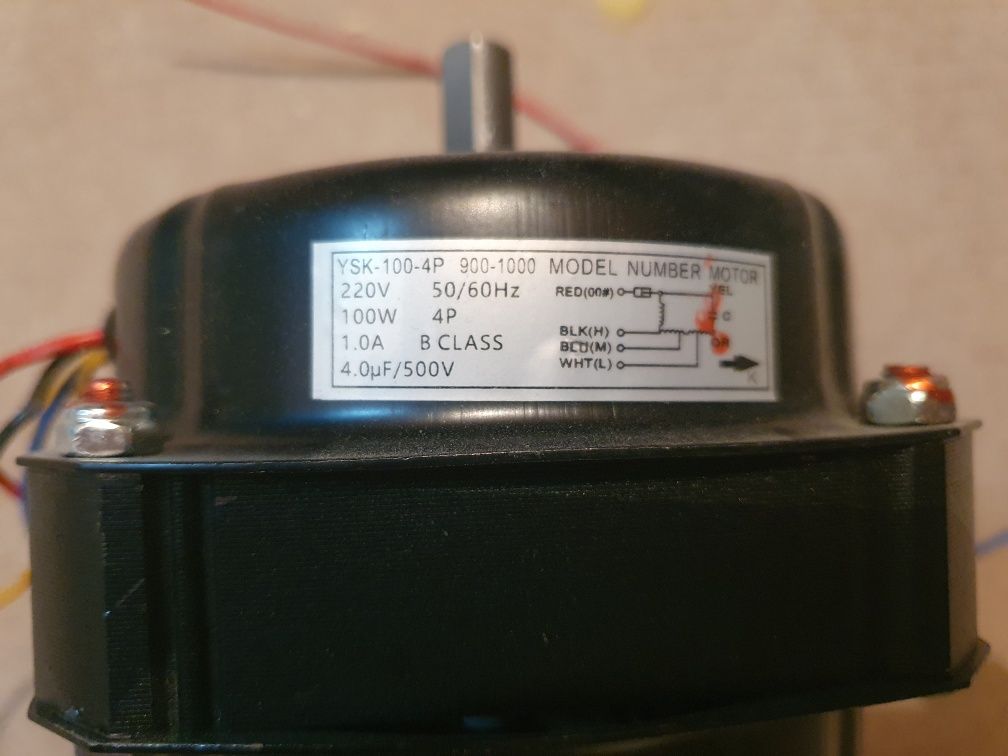 YSK-100-4P 900-1000 MODEL NUMBER MOTOR
220V 50/60Hz
100W 4P
1.0A B CLASS
4.0µF/500V
RED(00#)
YEL
C
BLK(H)
BLU(M)
OR
WHT(L)
K